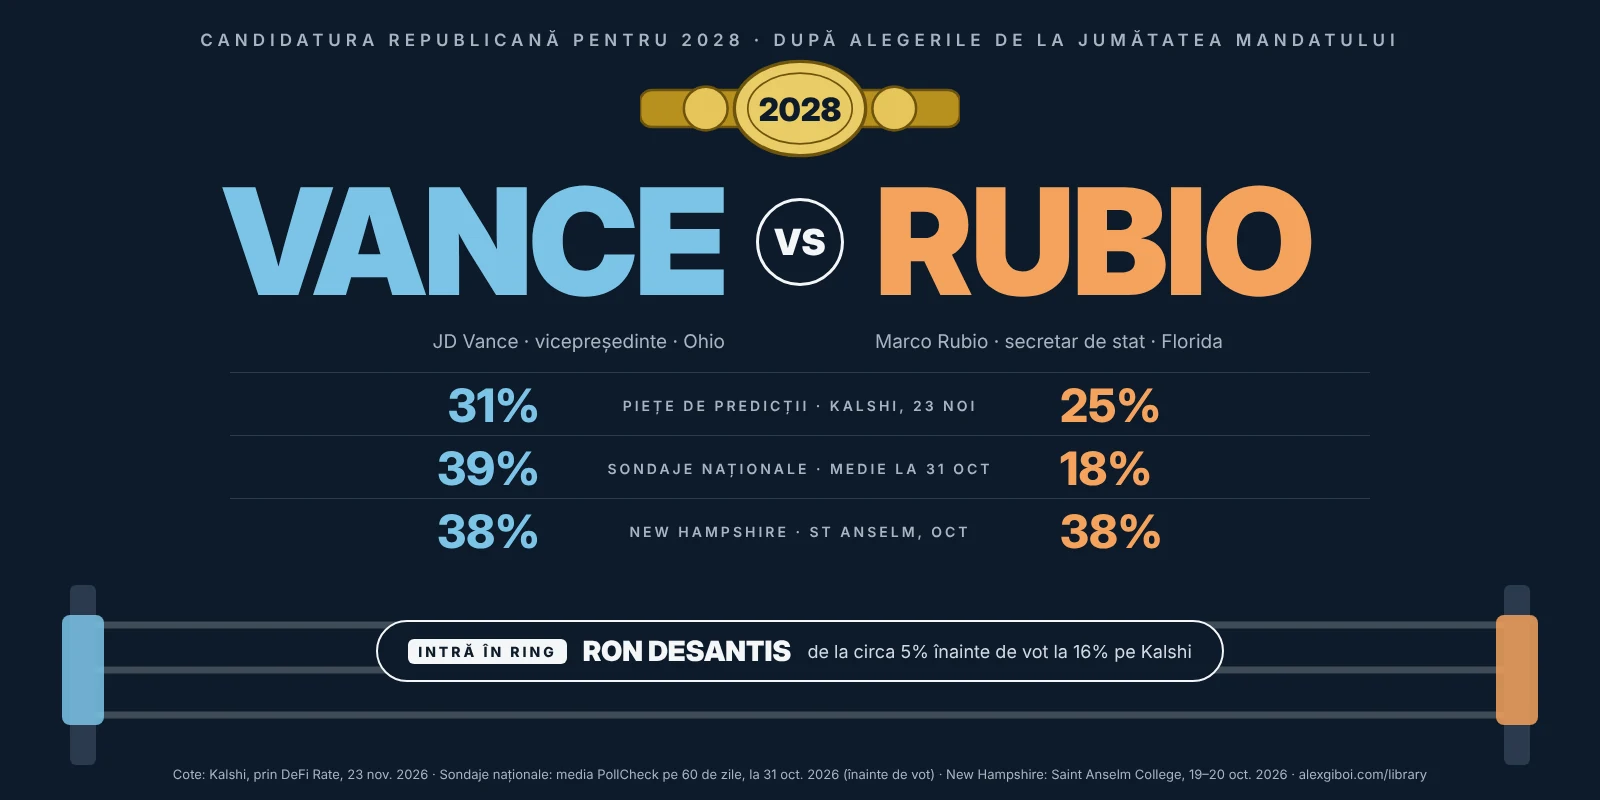 CANDIDATURA REPUBLICANĂ PENTRU 2028 · DUPĂ ALEGERILE DE LA JUMĂTATEA MANDATULUI
2028
VANCE VS RUBIO
JD Vance · vicepreședinte · Ohio
Marco Rubio · secretar de stat · Florida
31% PIEȚE DE PREDICȚII · KALSHI, 23 NOI 25%
39% SONDAJE NAȚIONALE · MEDIE LA 31 OCT 18%
38% NEW HAMPSHIRE · ST ANSELM, OCT 38%
INTRĂ ÎN RING RON DESANTIS de la circa 5% înainte de vot la 16% pe Kalshi
Cote: Kalshi, prin DeFi Rate, 23 nov. 2026 · Sondaje naționale: media PollCheck pe 60 de zile, la 31 oct. 2026 (înainte de vot) · New Hampshire: Saint Anselm College, 19–20 oct. 2026 · alexgiboi.com/library